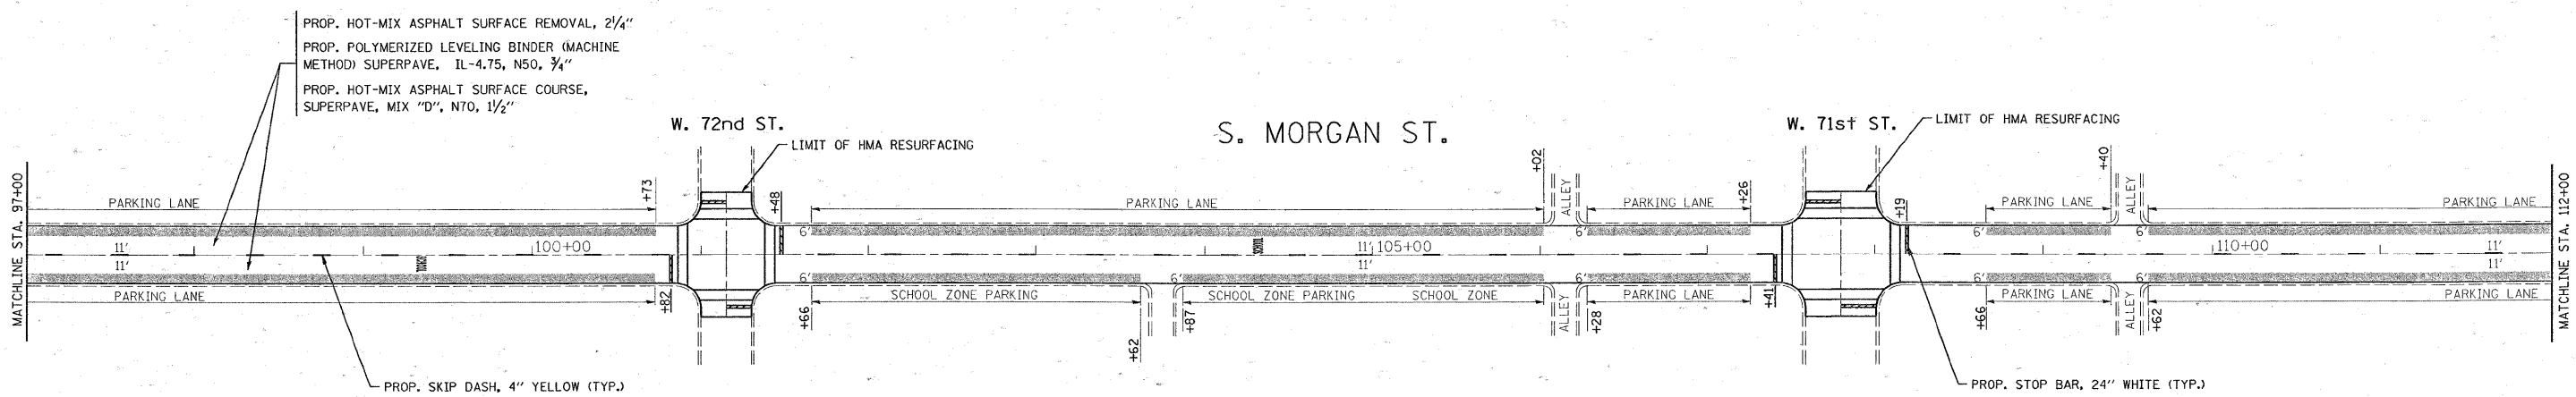 PROP. HOT-MIX ASPHALT SURFACE REMOVAL, 2 1/4"
PROP. POLYMERIZED LEVELING BINDER (MACHINE
METHOD) SUPERPAVE, IL-4.75, N50, 3/4"
PROP. HOT-MIX ASPHALT SURFACE COURSE,
SUPERPAVE, MIX "D", N70, 1 1/2"
W. 72nd ST.
LIMIT OF HMA RESURFACING
S. MORGAN ST.
W. 71st ST.
LIMIT OF HMA RESURFACING
MATCHLINE STA. 97+00
PARKING LANE
+73
+48
PARKING LANE
+02
ALLEY
PARKING LANE
+26
+19
PARKING LANE
+40
ALLEY
PARKING LANE
MATCHLINE STA. 112+00
6'
6'
6'
6'
11'
100+00
11' 105+00
110+00
11'
11'
11'
11'
6'
6'
6'
6'
6'
PARKING LANE
+82
+66
SCHOOL ZONE PARKING
+62
+87
SCHOOL ZONE PARKING
SCHOOL ZONE
ALLEY
+28
PARKING LANE
+41
+66
PARKING LANE
ALLEY
+62
PARKING LANE
PROP. SKIP DASH, 4" YELLOW (TYP.)
PROP. STOP BAR, 24" WHITE (TYP.)